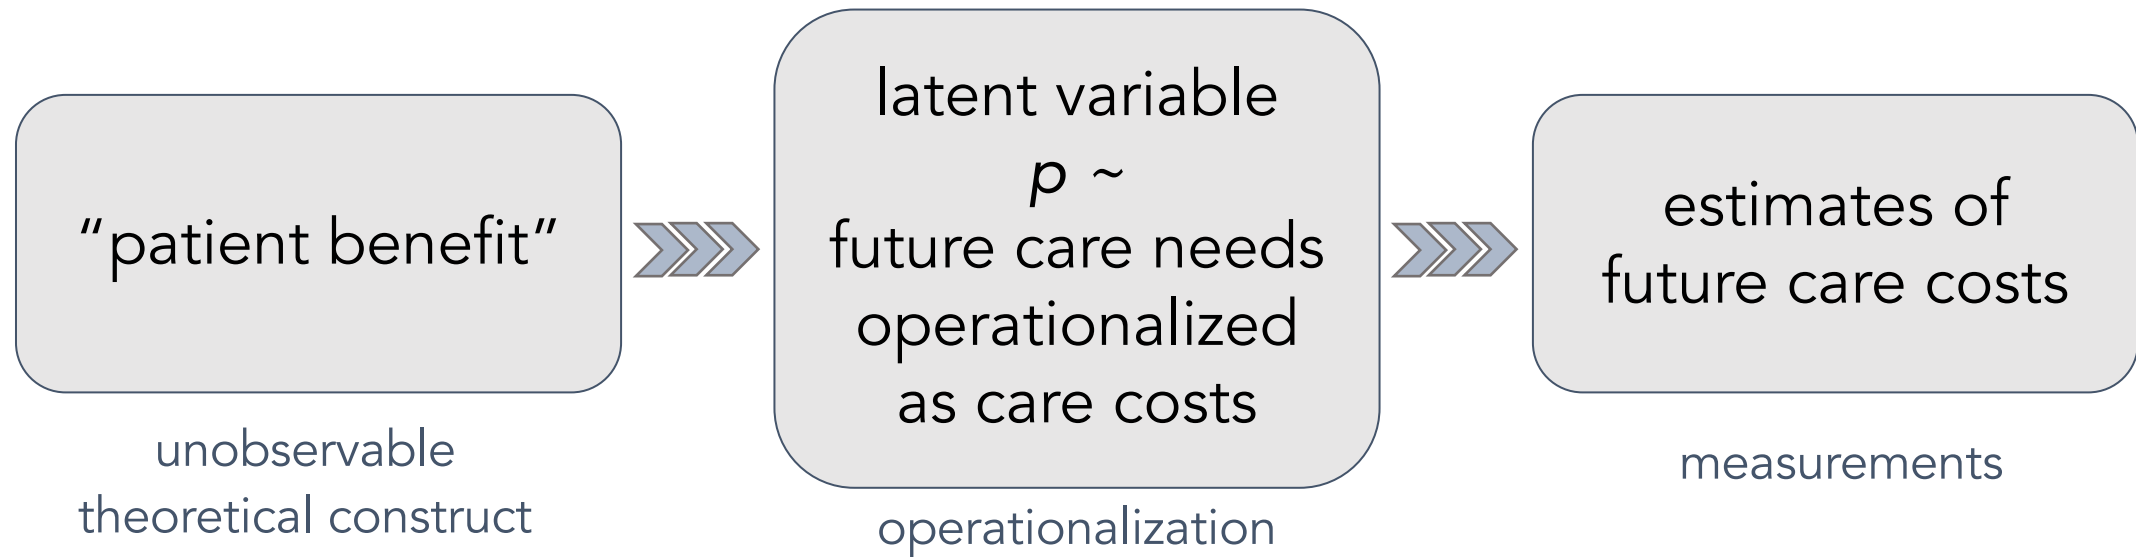 “patient benefit”
unobservable
theoretical construct
latent variable
p ~
future care needs
operationalized
as care costs
operationalization
estimates of
future care costs
measurements